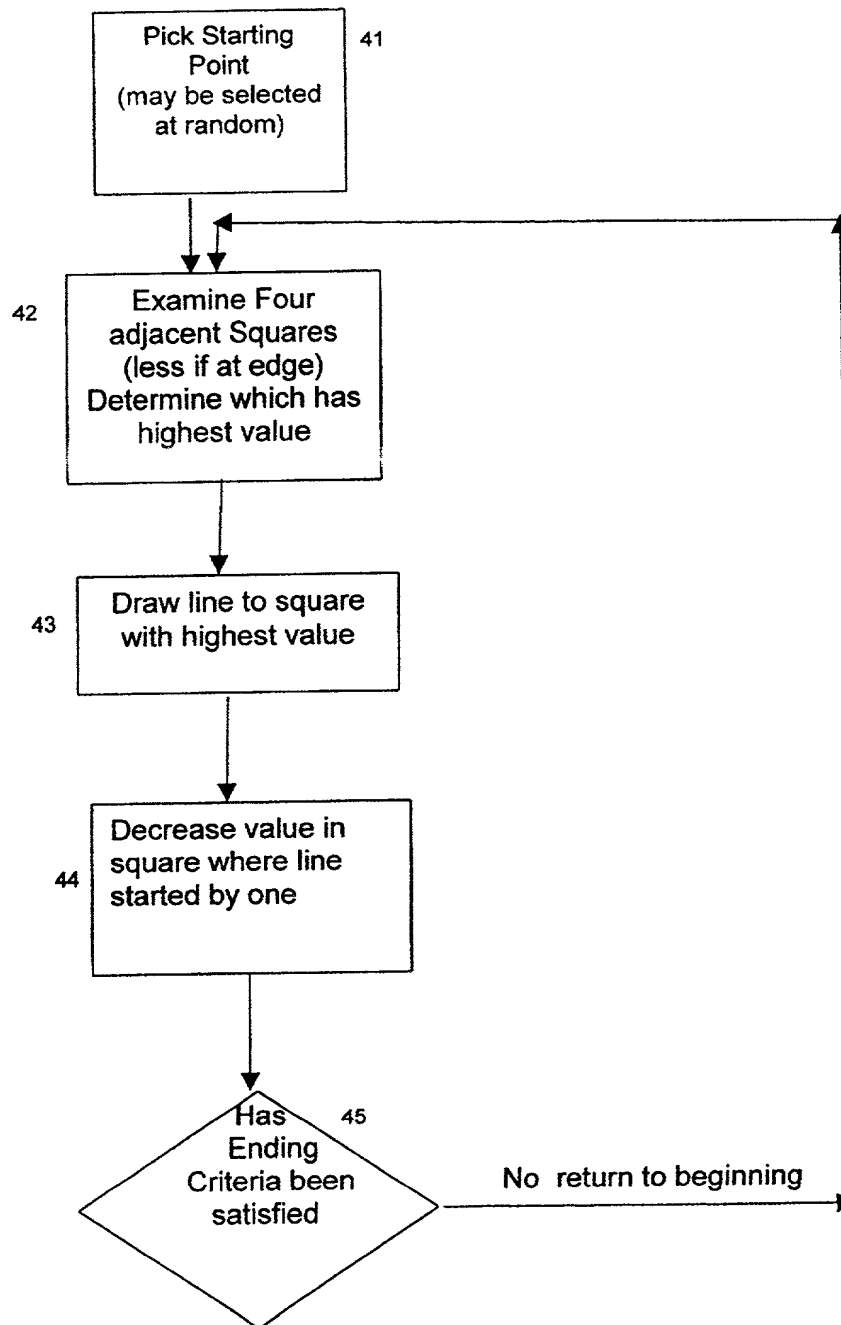 Pick Starting
Point
(may be selected
at random)
41
42
Examine Four
adjacent Squares
(less if at edge)
Determine which has
highest value
43
Draw line to square
with highest value
44
Decrease value in
square where line
started by one
45
Has
Ending
Criteria been
satisfied
No return to beginning